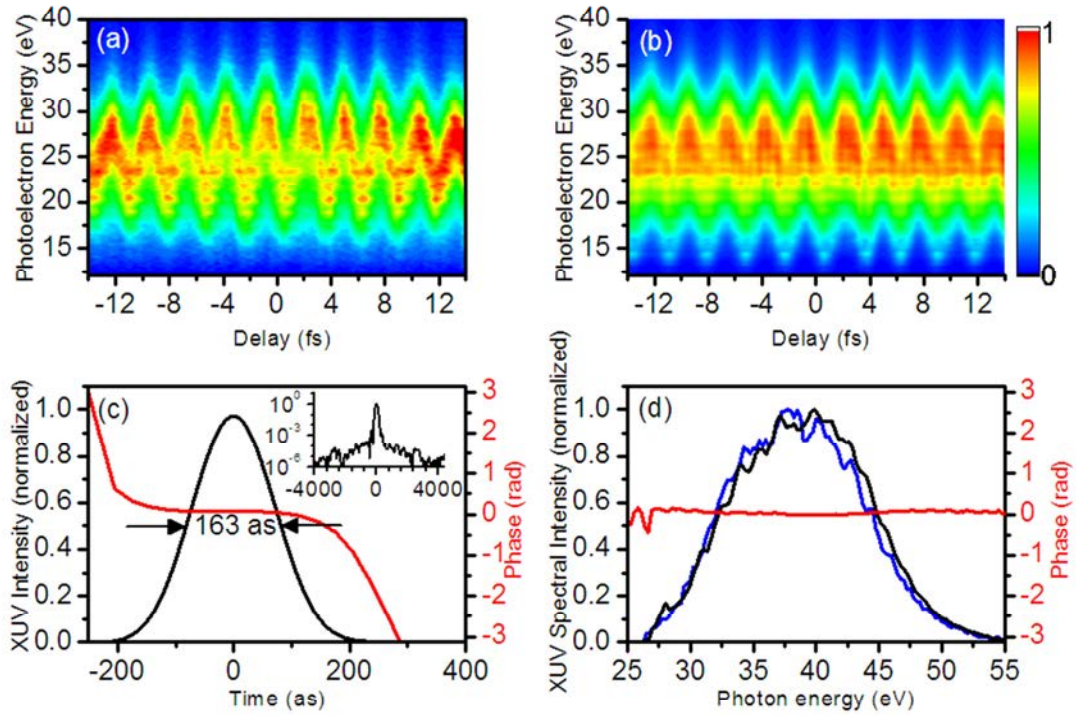 (a)
Photoelectron Energy (eV)
40
35
30
25
20
15
-12 -8 -4 0 4 8 12
Delay (fs)
(b)
Photoelectron Energy (eV)
40
35
30
25
20
15
-12 -8 -4 0 4 8 12
Delay (fs)
1
0
(c)
XUV Intensity (normalized)
1.0
0.8
0.6
0.4
0.2
0.0
163 as
10^0
10^-3
10^-6
-4000 0 4000
3
2
1
0
-1
-2
-3
Phase (rad)
-200 0 200 400
Time (as)
(d)
XUV Spectral Intensity (normalized)
1.0
0.8
0.6
0.4
0.2
0.0
3
2
1
0
-1
-2
-3
Phase (rad)
25 30 35 40 45 50 55
Photon energy (eV)